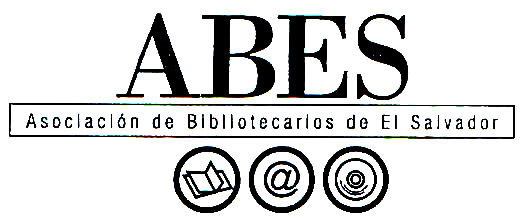 ABES
Asociación de Bibliotecarios de El Salvador
@